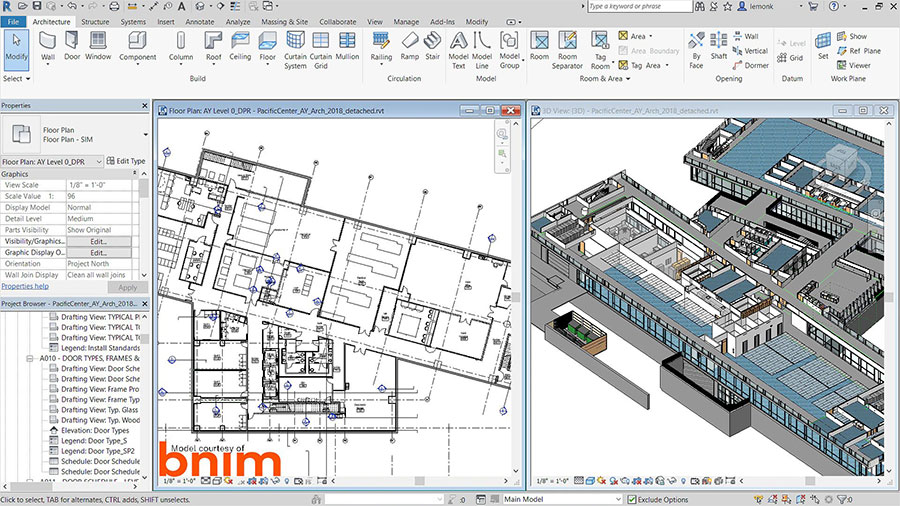 Type a keyword or phrase
lemonk
File Architecture Structure Systems Insert Annotate Analyze Massing & Site Collaborate View Manage Add-Ins Modify
Modify Wall Door Window Component Column Roof Ceiling Floor Curtain System Curtain Grid Mullion Railing Ramp Stair Model Text Model Line Model Group Room Room Separator Tag Room Area Area Boundary Tag Area By Face Shaft Wall Vertical Dormer Level Grid Set Show Ref Plane Viewer
Select Build Circulation Model Room & Area Opening Datum Work Plane
Properties
Floor Plan
Floor Plan - SIM
Floor Plan: AY Level 0_DPR Edit Type
Graphics
View Scale 1/8" = 1'-0"
Scale Value 1: 96
Display Model Normal
Detail Level Medium
Parts Visibility Show Original
Visibility/Graphics... Edit...
Graphic Display O... Edit...
Orientation Project North
Wall Join Display Clean all wall joins
Properties help Apply
Project Browser - PacificCenter_AY_Arch_2018...
Drafting View: TYPICAL P
Drafting View: TYPICAL T
Legend: Install Standards
A010 - DOOR TYPES, FRAMES &
Drafting View: Door Sche
Drafting View: Door Sche
Drafting View: Frame Pro
Drafting View: Frame Typ
Drafting View: Typ. Glass
Drafting View: Typ. Wood
Elevation: Door Types
Legend: Door Type_S
Legend: Door Type_SP2
Schedule: Door Schedule
Schedule: Door Schedule
Floor Plan: AY Level 0_DPR - PacificCenter_AY_Arch_2018_detached.rvt
Model courtesy of
bnim
1/8" = 1'-0"
3D View: {3D} - PacificCenter_AY_Arch_2018_detached.rvt
1/8" = 1'-0"
Click to select, TAB for alternates, CTRL adds, SHIFT unselects.
:0
Main Model
Exclude Options
:0